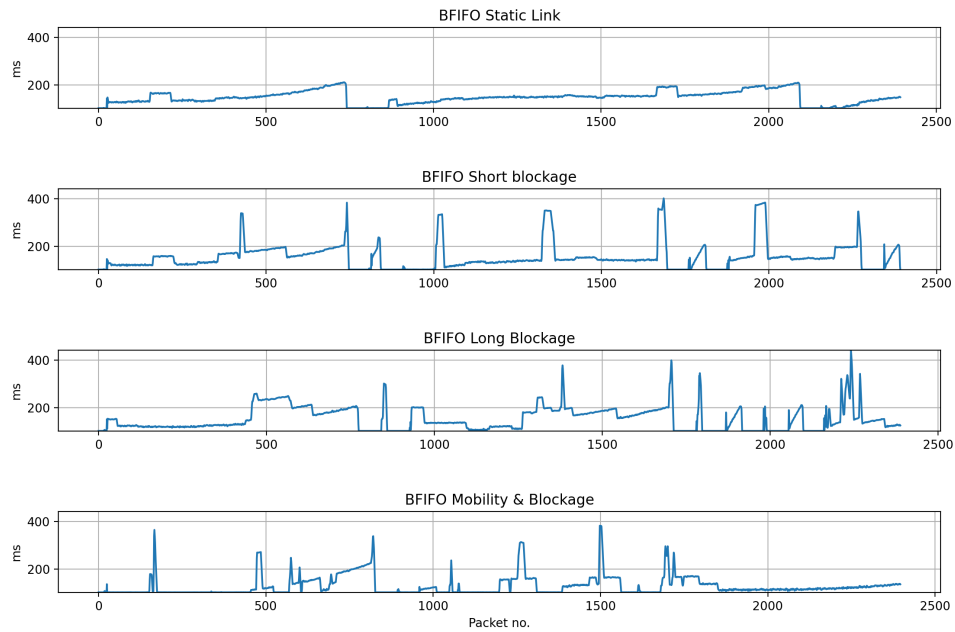 BFIFO Static Link
400
200
ms
0 500 1000 1500 2000 2500
BFIFO Short blockage
400
200
ms
0 500 1000 1500 2000 2500
BFIFO Long Blockage
400
200
ms
0 500 1000 1500 2000 2500
BFIFO Mobility & Blockage
400
200
ms
0 500 1000 1500 2000 2500
Packet no.